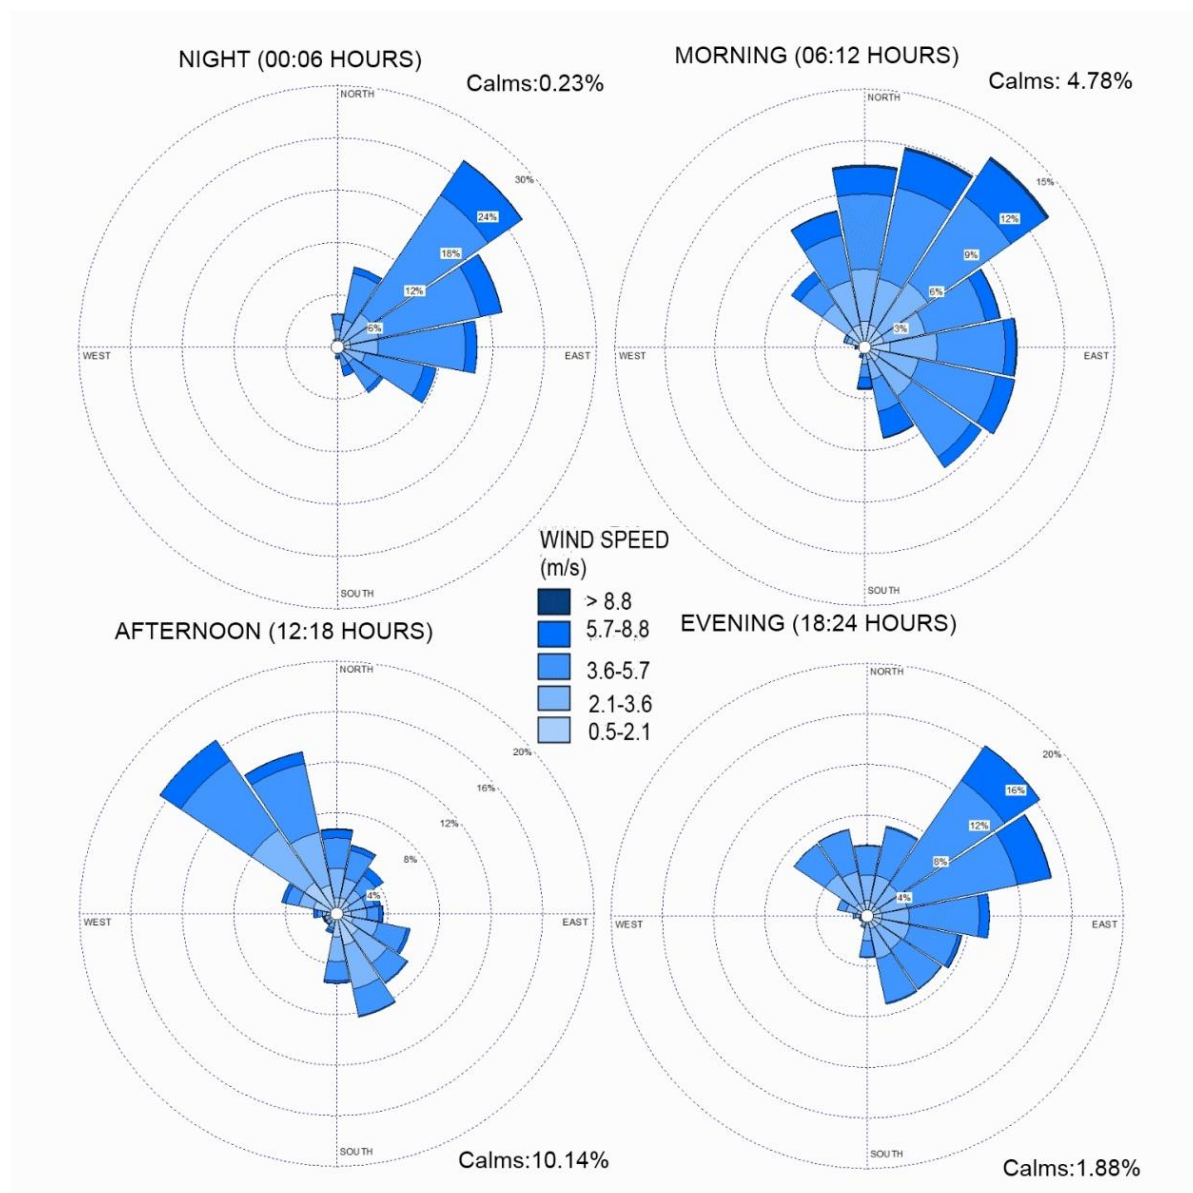 NIGHT (00:06 HOURS)
Calms:0.23%
NORTH
30%
24%
18%
12%
6%
WEST
EAST
SOUTH
MORNING (06:12 HOURS)
Calms: 4.78%
NORTH
15%
12%
9%
6%
3%
WEST
EAST
SOUTH
WIND SPEED
(m/s)
> 8.8
5.7-8.8
3.6-5.7
2.1-3.6
0.5-2.1
AFTERNOON (12:18 HOURS)
NORTH
20%
16%
12%
8%
4%
WEST
EAST
SOUTH
Calms:10.14%
EVENING (18:24 HOURS)
NORTH
20%
16%
12%
8%
4%
WEST
EAST
SOUTH
Calms:1.88%